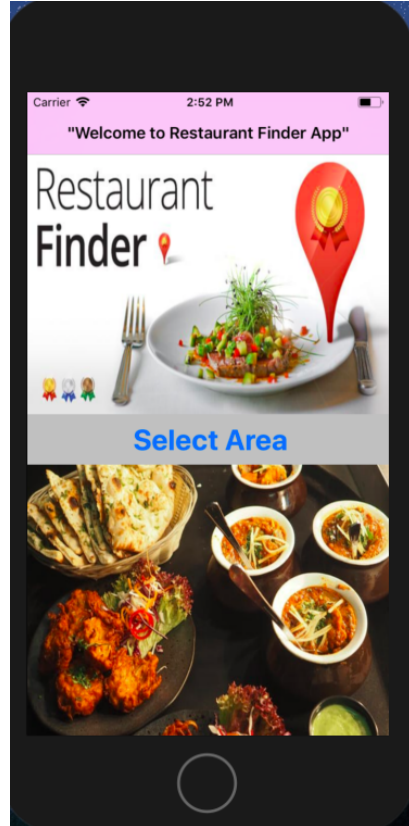 Carrier 2:52 PM
"Welcome to Restaurant Finder App"
Restaurant
Finder
Select Area